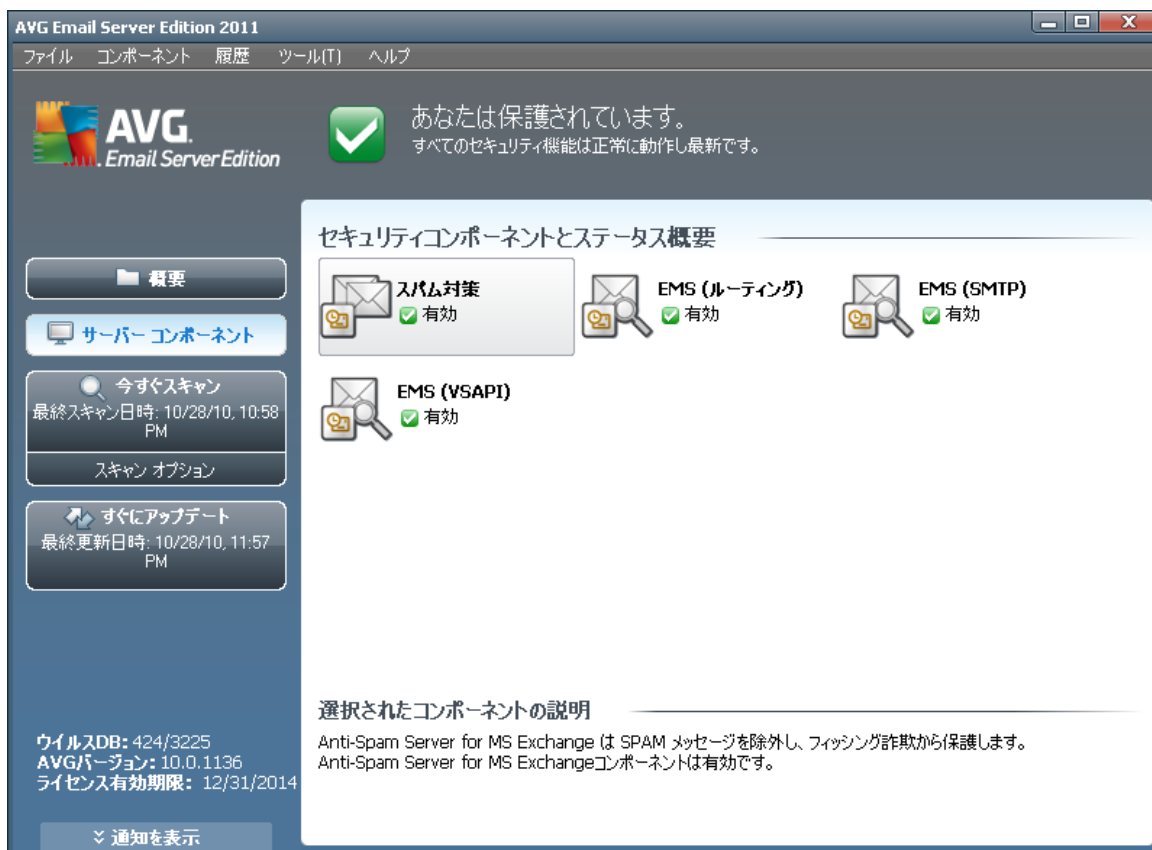 AVG Email Server Edition 2011
ファイル コンポーネント 履歴 ツール(T) ヘルプ
AVG.
Email Server Edition
あなたは保護されています。
すべてのセキュリティ機能は正常に動作し最新です。
概要
サーバー コンポーネント
今すぐスキャン
最終スキャン日時: 10/28/10, 10:58
PM
スキャン オプション
すぐにアップデート
最終更新日時: 10/28/10, 11:57
PM
ウイルスDB: 424/3225
AVGバージョン: 10.0.1136
ライセンス有効期限: 12/31/2014
通知を表示
セキュリティコンポーネントとステータス概要
スパム対策
有効
EMS (ルーティング)
有効
EMS (SMTP)
有効
EMS (VSAPI)
有効
選択されたコンポーネントの説明
Anti-Spam Server for MS Exchange は SPAM メッセージを除外し、フィッシング詐欺から保護します。
Anti-Spam Server for MS Exchangeコンポーネントは有効です。